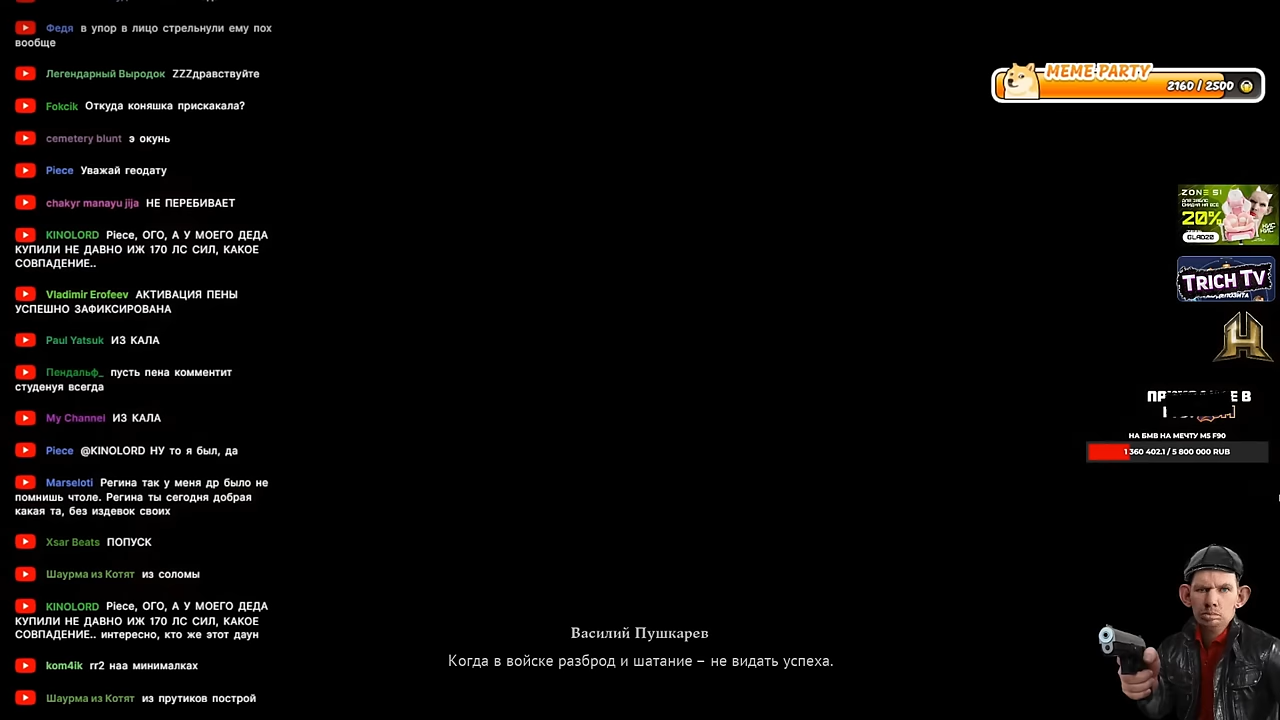 Федя в упор в лицо стрельнули ему пох
вообще
Легендарный Выродок ZZZдравствуйте
Fokcik Откуда коняшка прискакала?
cemetery blunt э окунь
Piece Уважай геодату
chakyr manayu jija НЕ ПЕРЕБИВАЕТ
KINOLORD Piece, ОГО, А У МОЕГО ДЕДА
КУПИЛИ НЕ ДАВНО ИЖ 170 ЛС СИЛ, КАКОЕ
СОВПАДЕНИЕ..
Vladimir Erofeev АКТИВАЦИЯ ПЕНЫ
УСПЕШНО ЗАФИКСИРОВАНА
Paul Yatsuk ИЗ КАЛА
Пендальф_ пусть пена комментит
студенуя всегда
My Channel ИЗ КАЛА
Piece @KINOLORD НУ то я был, да
Marseloti Регина так у меня др было не
помнишь чтоле. Регина ты сегодня добрая
какая та, без издевок своих
Xsar Beats ПОПУСК
Шаурма из Котят из соломы
KINOLORD Piece, ОГО, А У МОЕГО ДЕДА
КУПИЛИ НЕ ДАВНО ИЖ 170 ЛС СИЛ, КАКОЕ
СОВПАДЕНИЕ.. интересно, кто же этот даун
kom4ik rr2 наа минималках
Шаурма из Котят из прутиков построй
MEME PARTY
2160 / 2500
ZONE 51
20%
TRICH TV
НА БМВ НА МЕЧТУ M5 F90
1 360 402.1 / 5 800 000 RUB
Василий Пушкарев
Когда в войске разброд и шатание – не видать успеха.